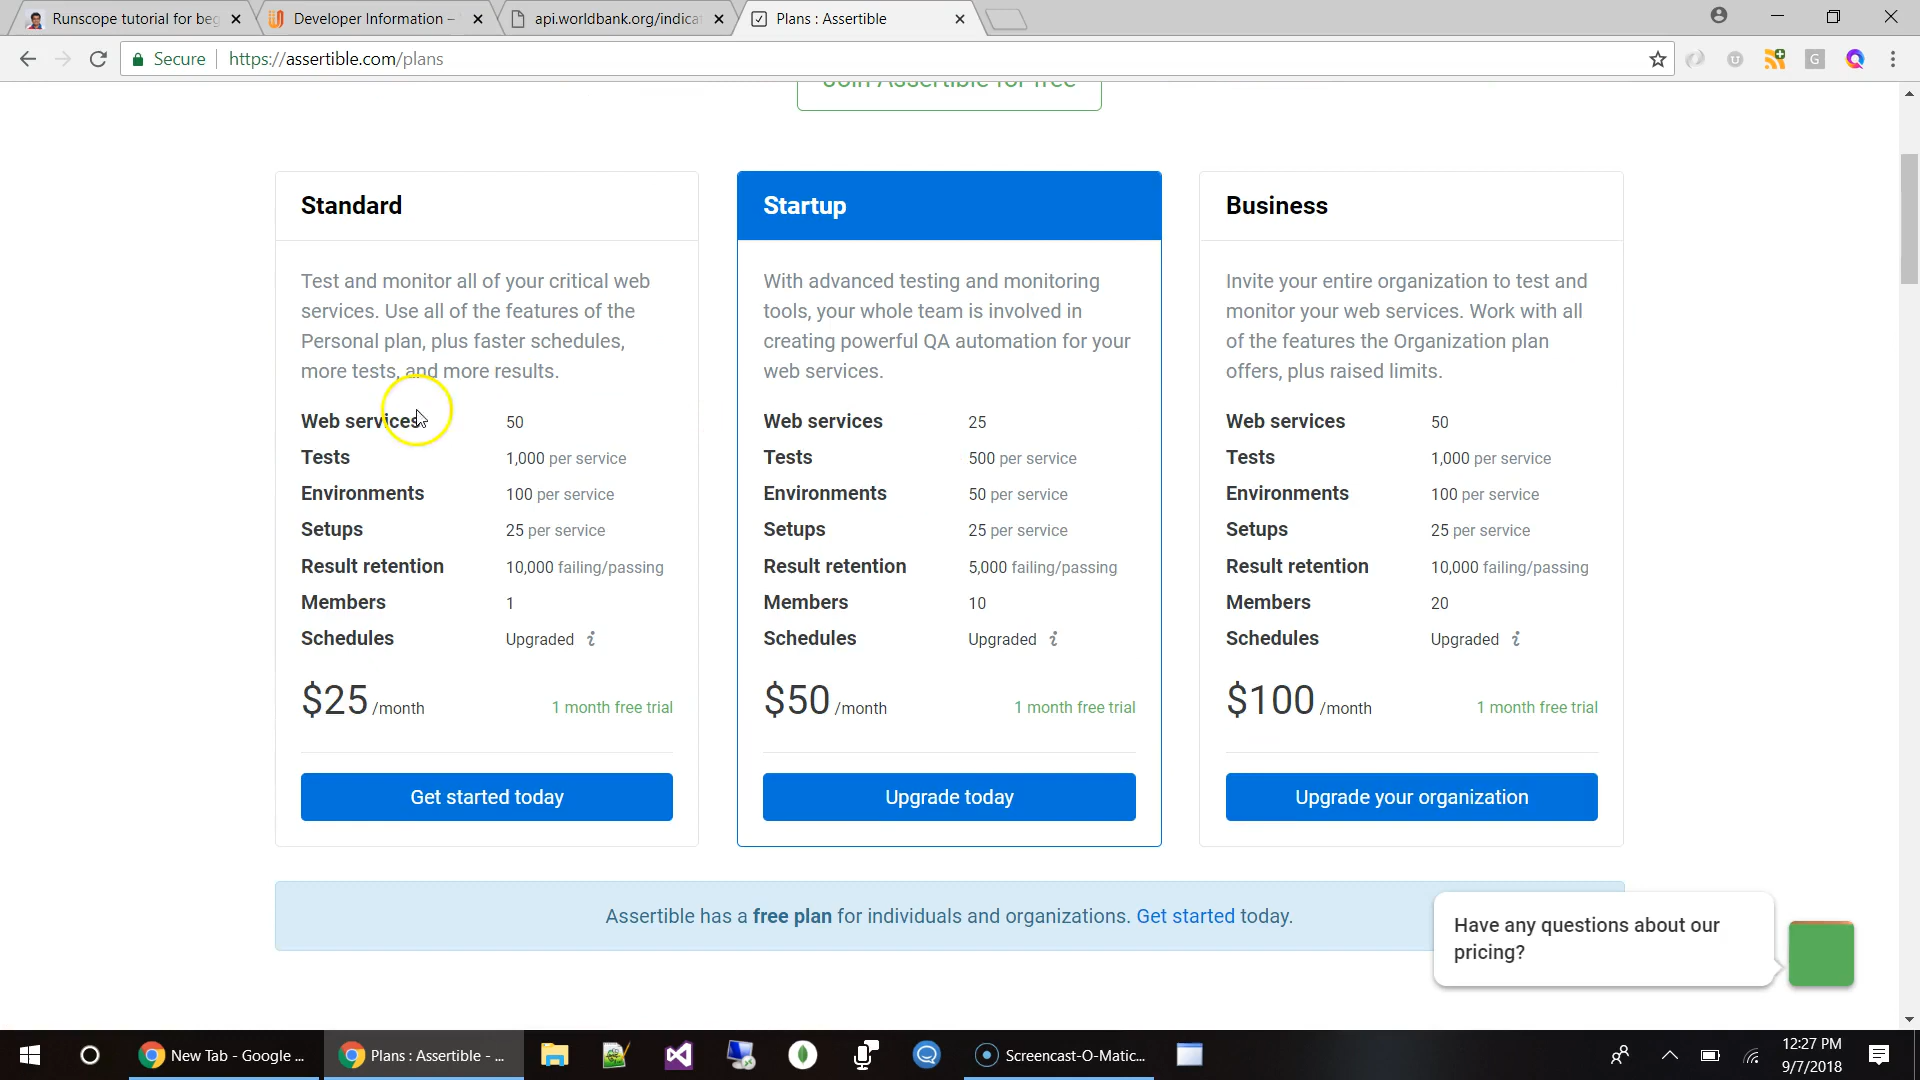 Runscope tutorial for beg
Developer Information –
api.worldbank.org/indicat
Plans : Assertible
Secure
https://assertible.com/plans
Join Assertible for free
Standard
Test and monitor all of your critical web
services. Use all of the features of the
Personal plan, plus faster schedules,
more tests, and more results.
Web services 50
Tests 1,000 per service
Environments 100 per service
Setups 25 per service
Result retention 10,000 failing/passing
Members 1
Schedules Upgraded i
$25 /month 1 month free trial
Get started today
Startup
With advanced testing and monitoring
tools, your whole team is involved in
creating powerful QA automation for your
web services.
Web services 25
Tests 500 per service
Environments 50 per service
Setups 25 per service
Result retention 5,000 failing/passing
Members 10
Schedules Upgraded i
$50 /month 1 month free trial
Upgrade today
Business
Invite your entire organization to test and
monitor your web services. Work with all
of the features the Organization plan
offers, plus raised limits.
Web services 50
Tests 1,000 per service
Environments 100 per service
Setups 25 per service
Result retention 10,000 failing/passing
Members 20
Schedules Upgraded i
$100 /month 1 month free trial
Upgrade your organization
Assertible has a free plan for individuals and organizations. Get started today.
Have any questions about our
pricing?
New Tab - Google ...
Plans : Assertible - ...
Screencast-O-Matic...
12:27 PM
9/7/2018